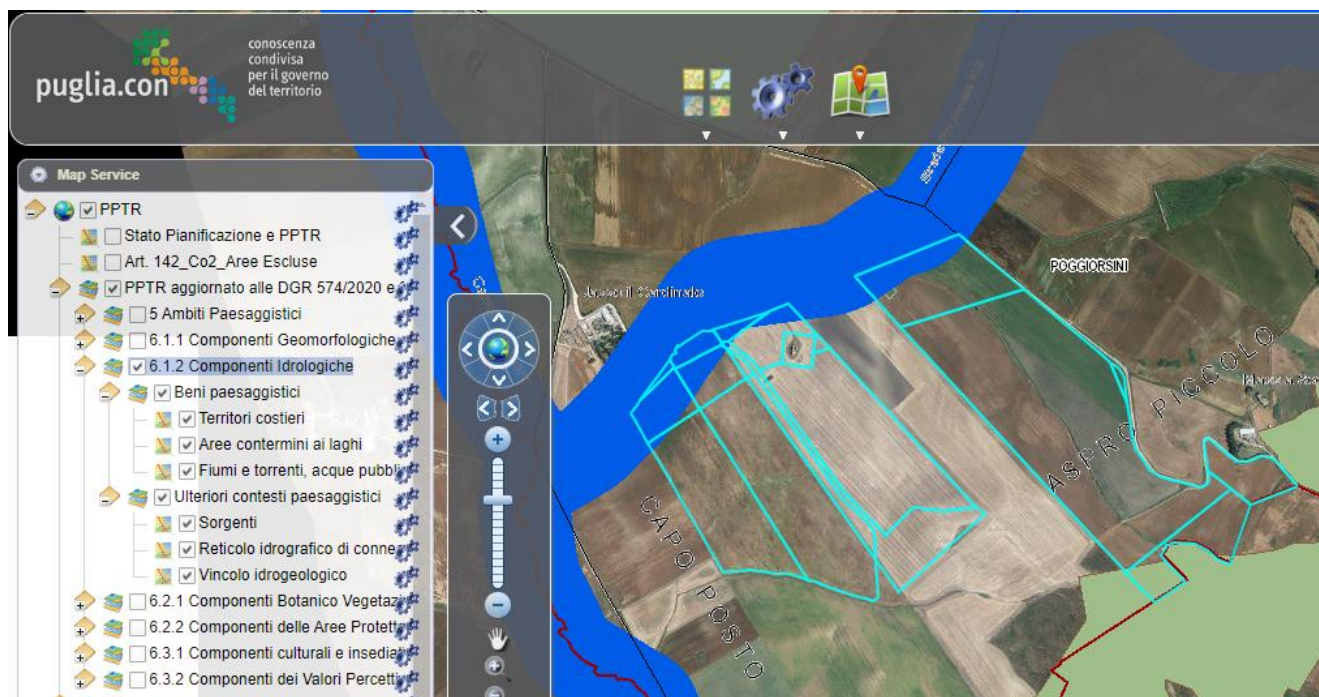 puglia.con
conoscenza
condivisa
per il governo
del territorio
Map Service
PPTR
Stato Pianificazione e PPTR
Art. 142_Co2_Aree Escluse
PPTR aggiornato alle DGR 574/2020 e
5 Ambiti Paesaggistici
6.1.1 Componenti Geomorfologiche
6.1.2 Componenti Idrologiche
Beni paesaggistici
Territori costieri
Aree contermini ai laghi
Fiumi e torrenti, acque pubbli
Ulteriori contesti paesaggistici
Sorgenti
Reticolo idrografico di conne
Vincolo idrogeologico
6.2.1 Componenti Botanico Vegetaz
6.2.2 Componenti delle Aree Protett
6.3.1 Componenti culturali e insedia
6.3.2 Componenti dei Valori Percett
POGGIORSINI
ASPRO PICCOLO
CAPO POSTO